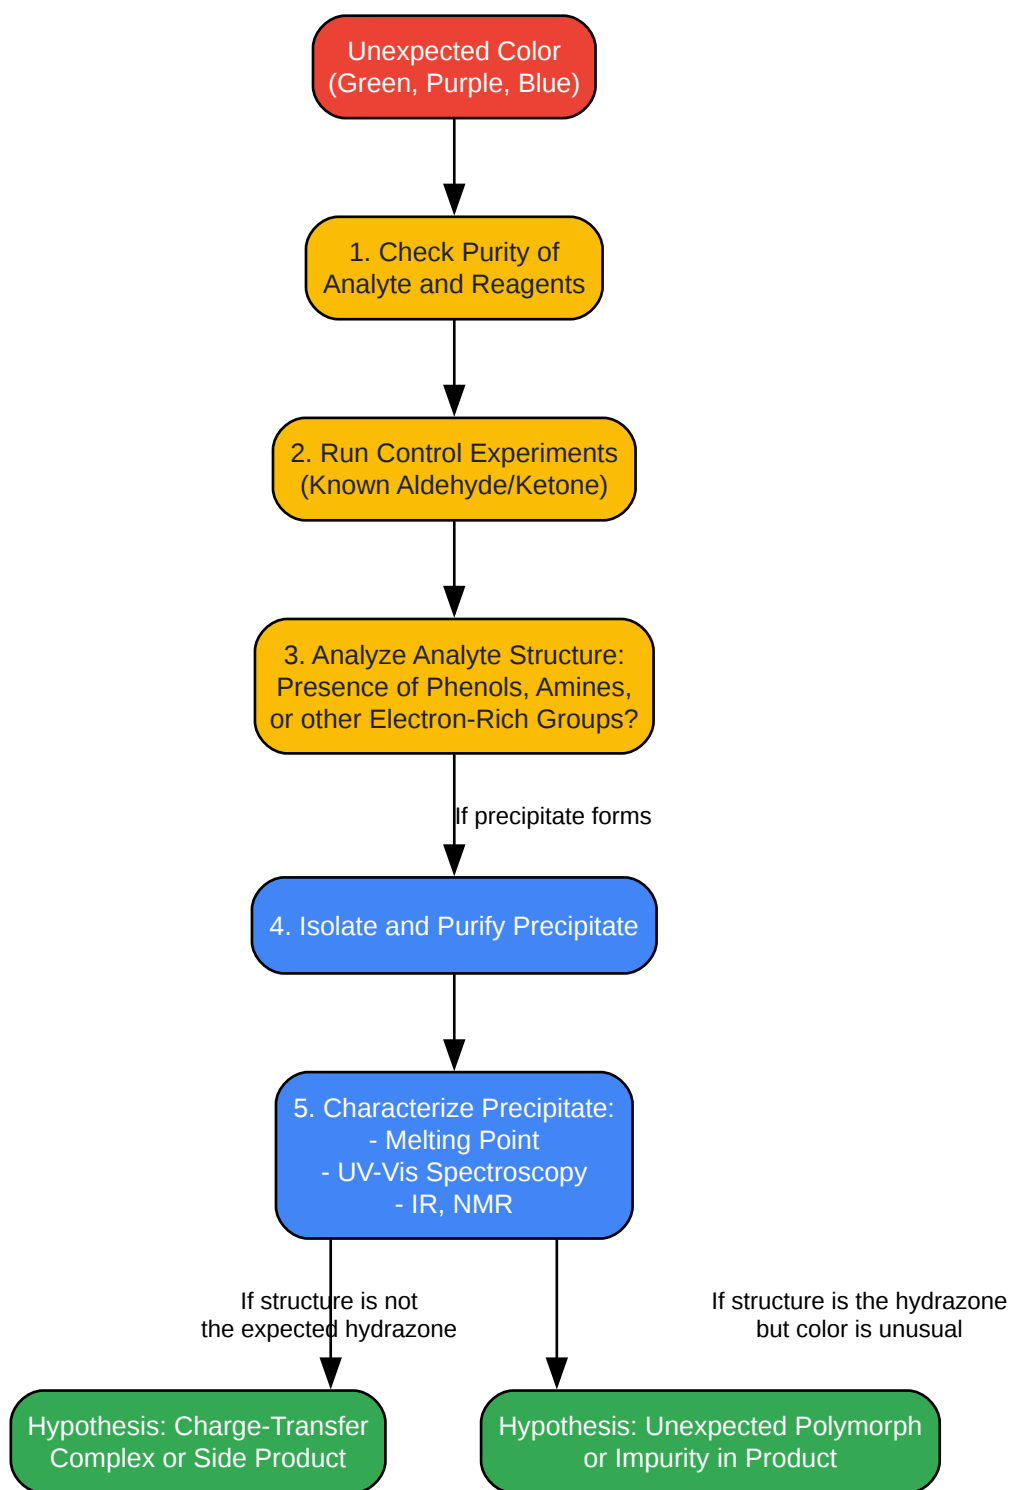 Unexpected Color
(Green, Purple, Blue)
1. Check Purity of
Analyte and Reagents
2. Run Control Experiments
(Known Aldehyde/Ketone)
3. Analyze Analyte Structure:
Presence of Phenols, Amines,
or other Electron-Rich Groups?
If precipitate forms
4. Isolate and Purify Precipitate
5. Characterize Precipitate:
- Melting Point
- UV-Vis Spectroscopy
- IR, NMR
If structure is not
the expected hydrazone
If structure is the hydrazone
but color is unusual
Hypothesis: Charge-Transfer
Complex or Side Product
Hypothesis: Unexpected Polymorph
or Impurity in Product